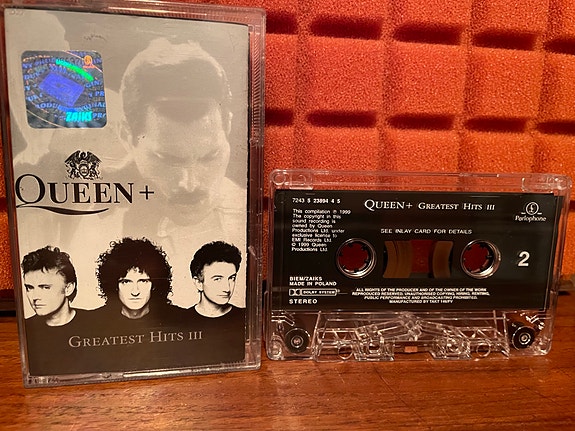 ZAIKS
QUEEN+
GREATEST HITS III
7243 5 23894 4 5
QUEEN+ GREATEST HITS III
This compilation ℗ 1999
The copyright in this
sound recording is
owned by Queen
Productions Ltd. under
exclusive license to
EMI Records Ltd.
© 1999 Queen
Productions Ltd.
SEE INLAY CARD FOR DETAILS
Parlophone
2
BIEM/ZAIKS
MADE IN POLAND
DOLBY SYSTEM
STEREO
ALL RIGHTS OF THE PRODUCER AND OF THE OWNER OF THE WORK
REPRODUCED RESERVED. UNAUTHORISED COPYING, HIRING, RENTING,
PUBLIC PERFORMANCE AND BROADCASTING PROHIBITED.